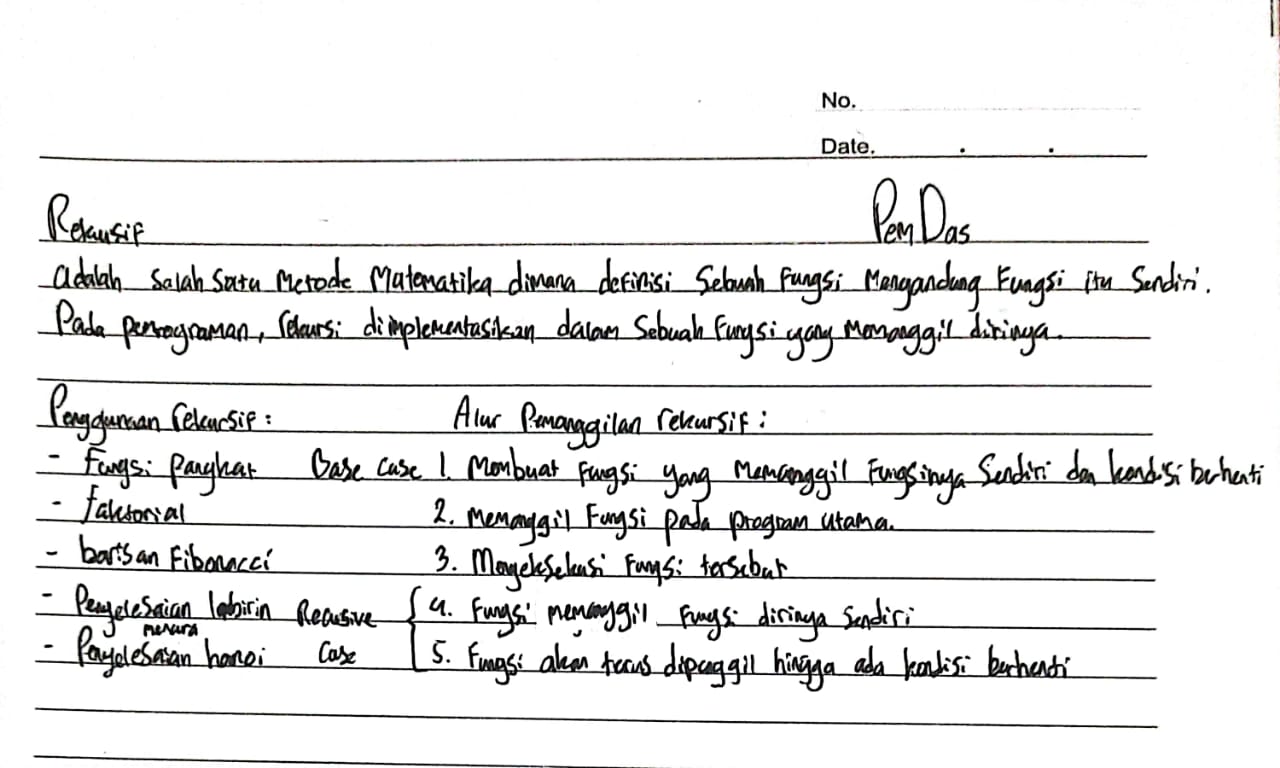 No.
Date. . .
Rekursif PemDas
adalah Salah Satu Metode Matematika dimana definisi Sebuah Fungsi Mengandung Fungsi itu Sendiri.
Pada pemrograman, rekursi diimplementasikan dalam Sebuah Fungsi yang Memanggil dirinya.
Penggunaan rekursif : Alur Pemanggilan rekursif :
- Fungsi Pangkat Base Case 1. Membuat Fungsi yang Memanggil Fungsinya Sendiri dan kondisi berhenti
- faktorial 2. Memanggil Fungsi pada program utama.
- barisan Fibonacci 3. Mengeksekusi Fungsi tersebut
- Penyelesaian labirin Recusive 4. Fungsi memanggil Fungsi dirinya Sendiri
- Penyelesaian menara hanoi Case 5. Fungsi akan terus dipanggil hingga ada kondisi berhenti